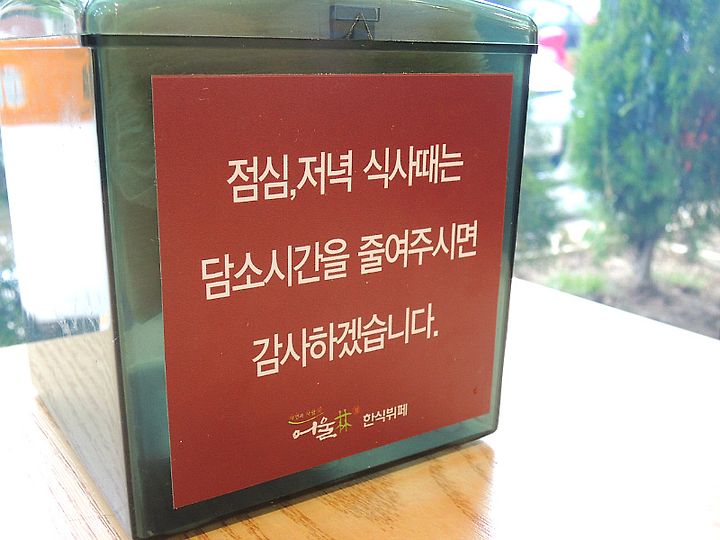 점심,저녁 식사때는
담소시간을 줄여주시면
감사하겠습니다.
어울林 한식뷔페